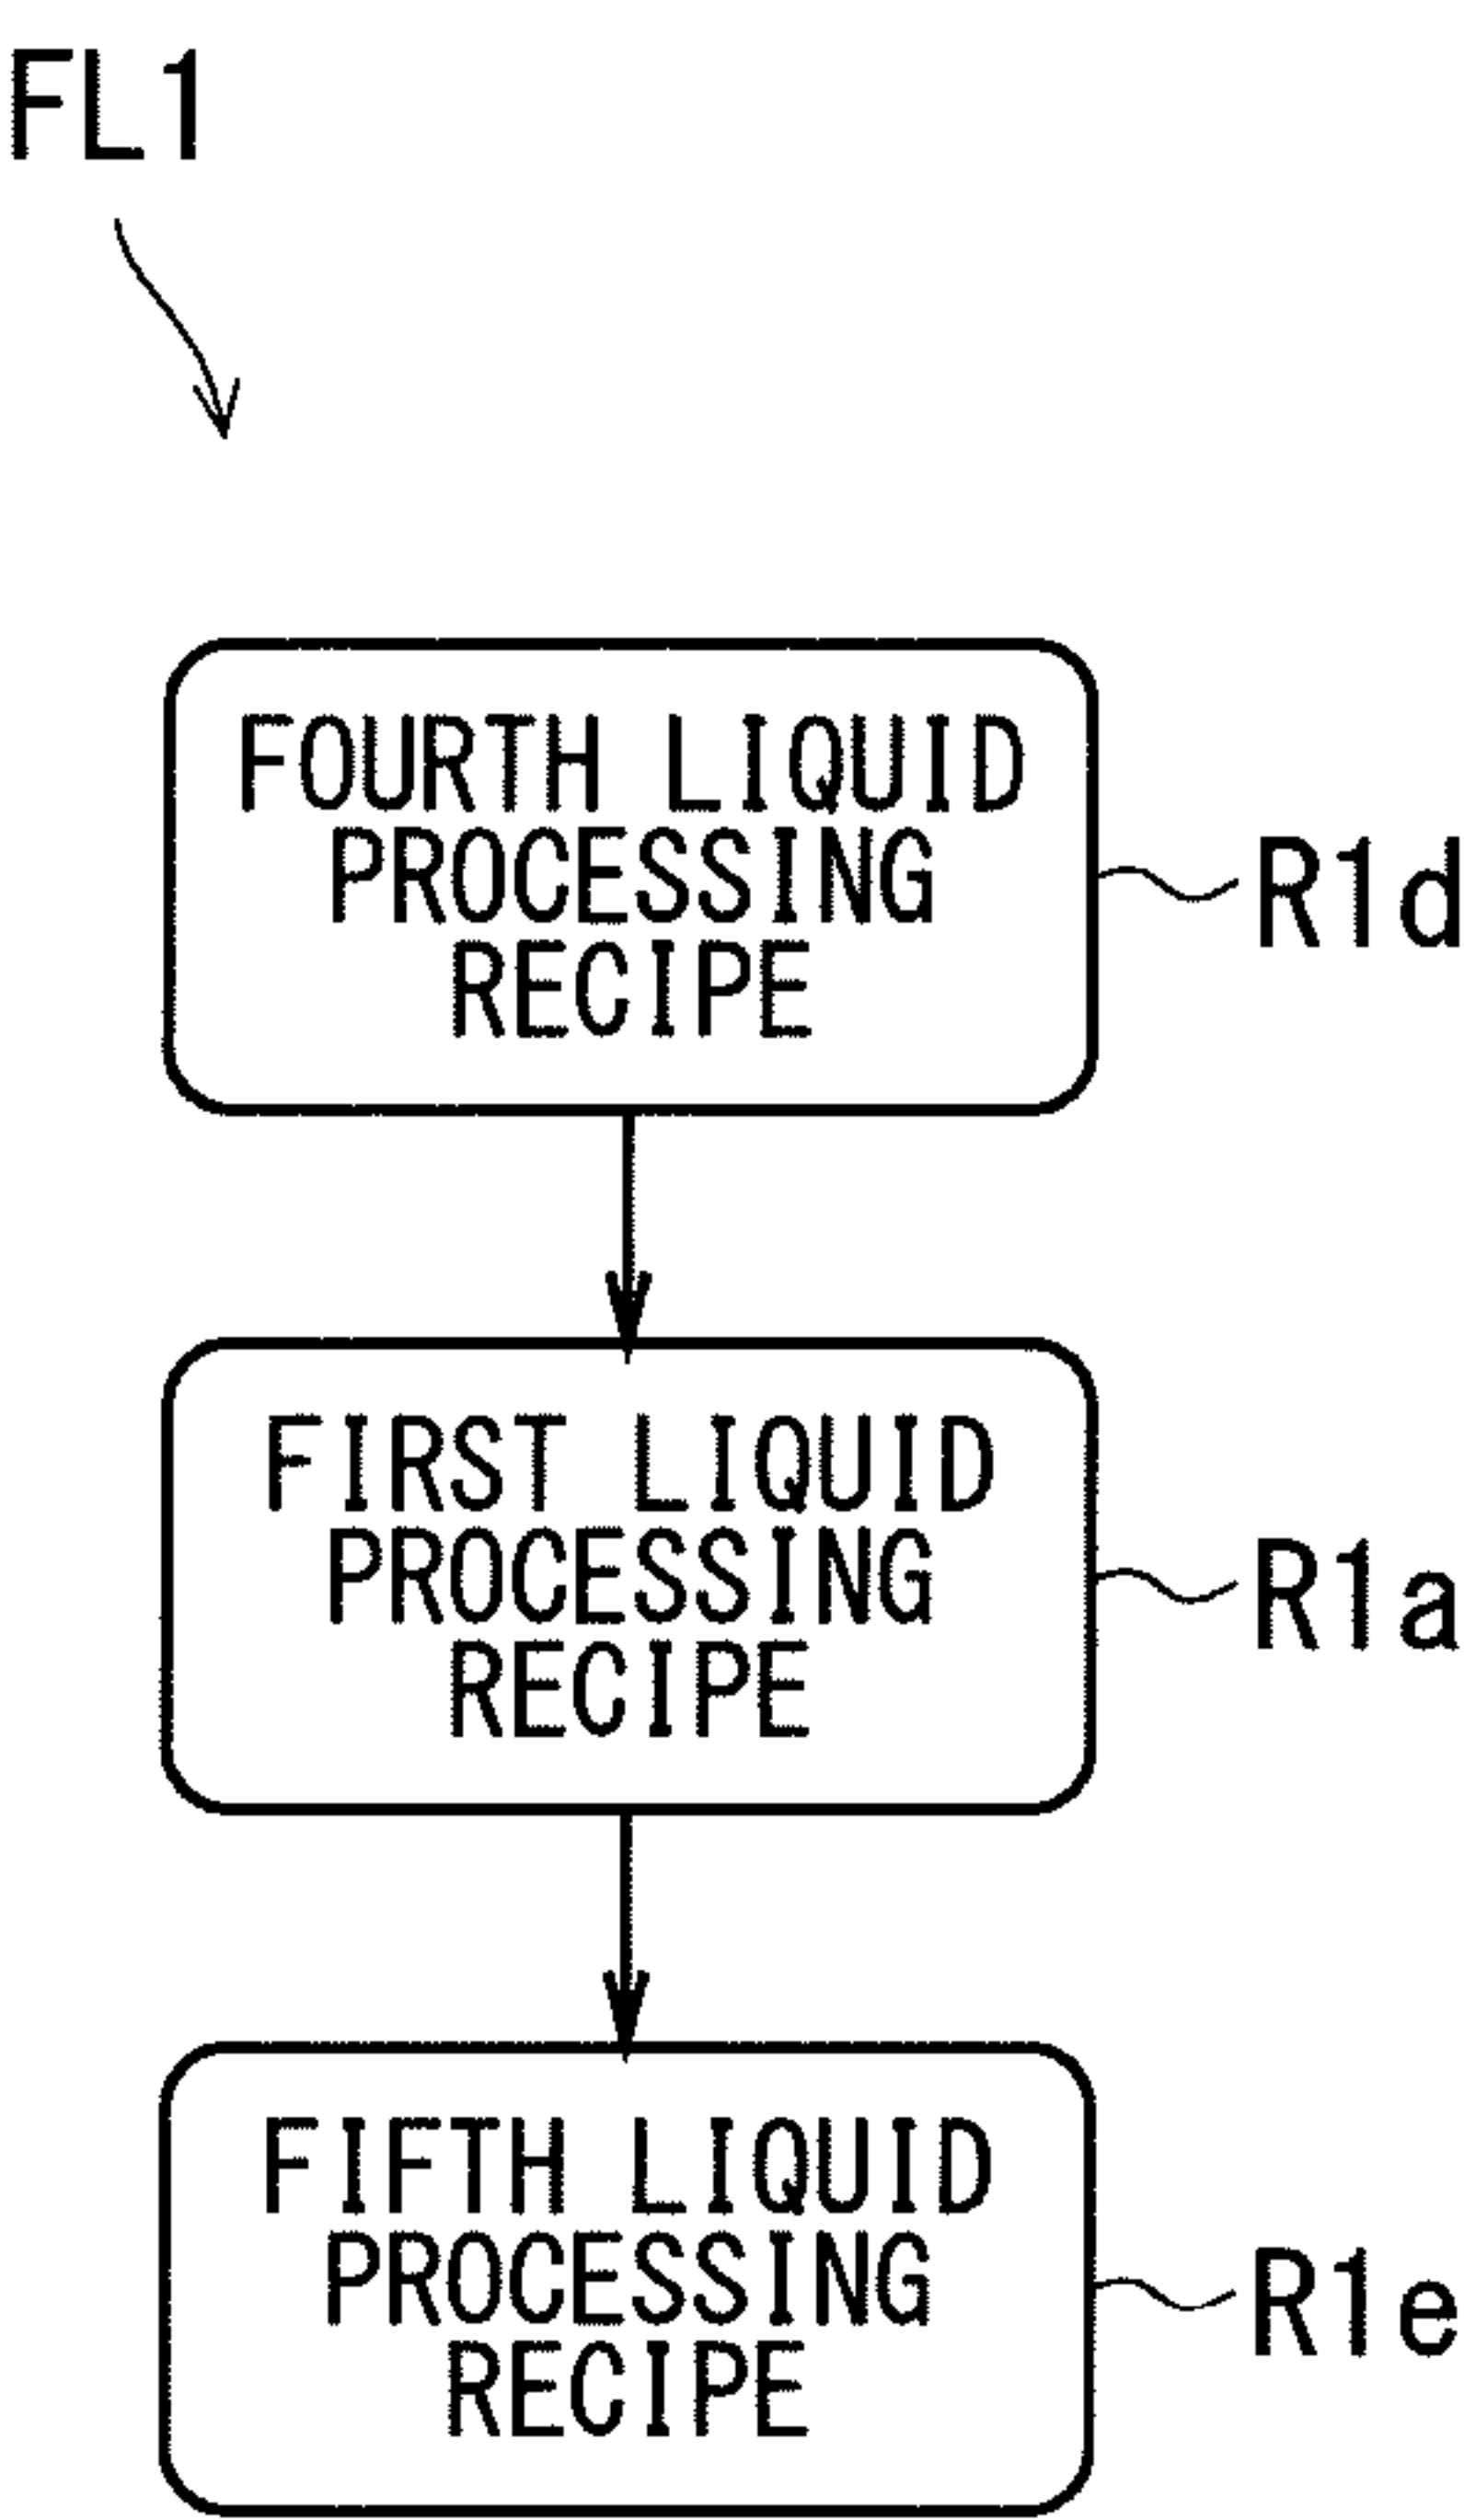 FL1
FOURTH LIQUID
PROCESSING
RECIPE
R1d
FIRST LIQUID
PROCESSING
RECIPE
R1a
FIFTH LIQUID
PROCESSING
RECIPE
R1e